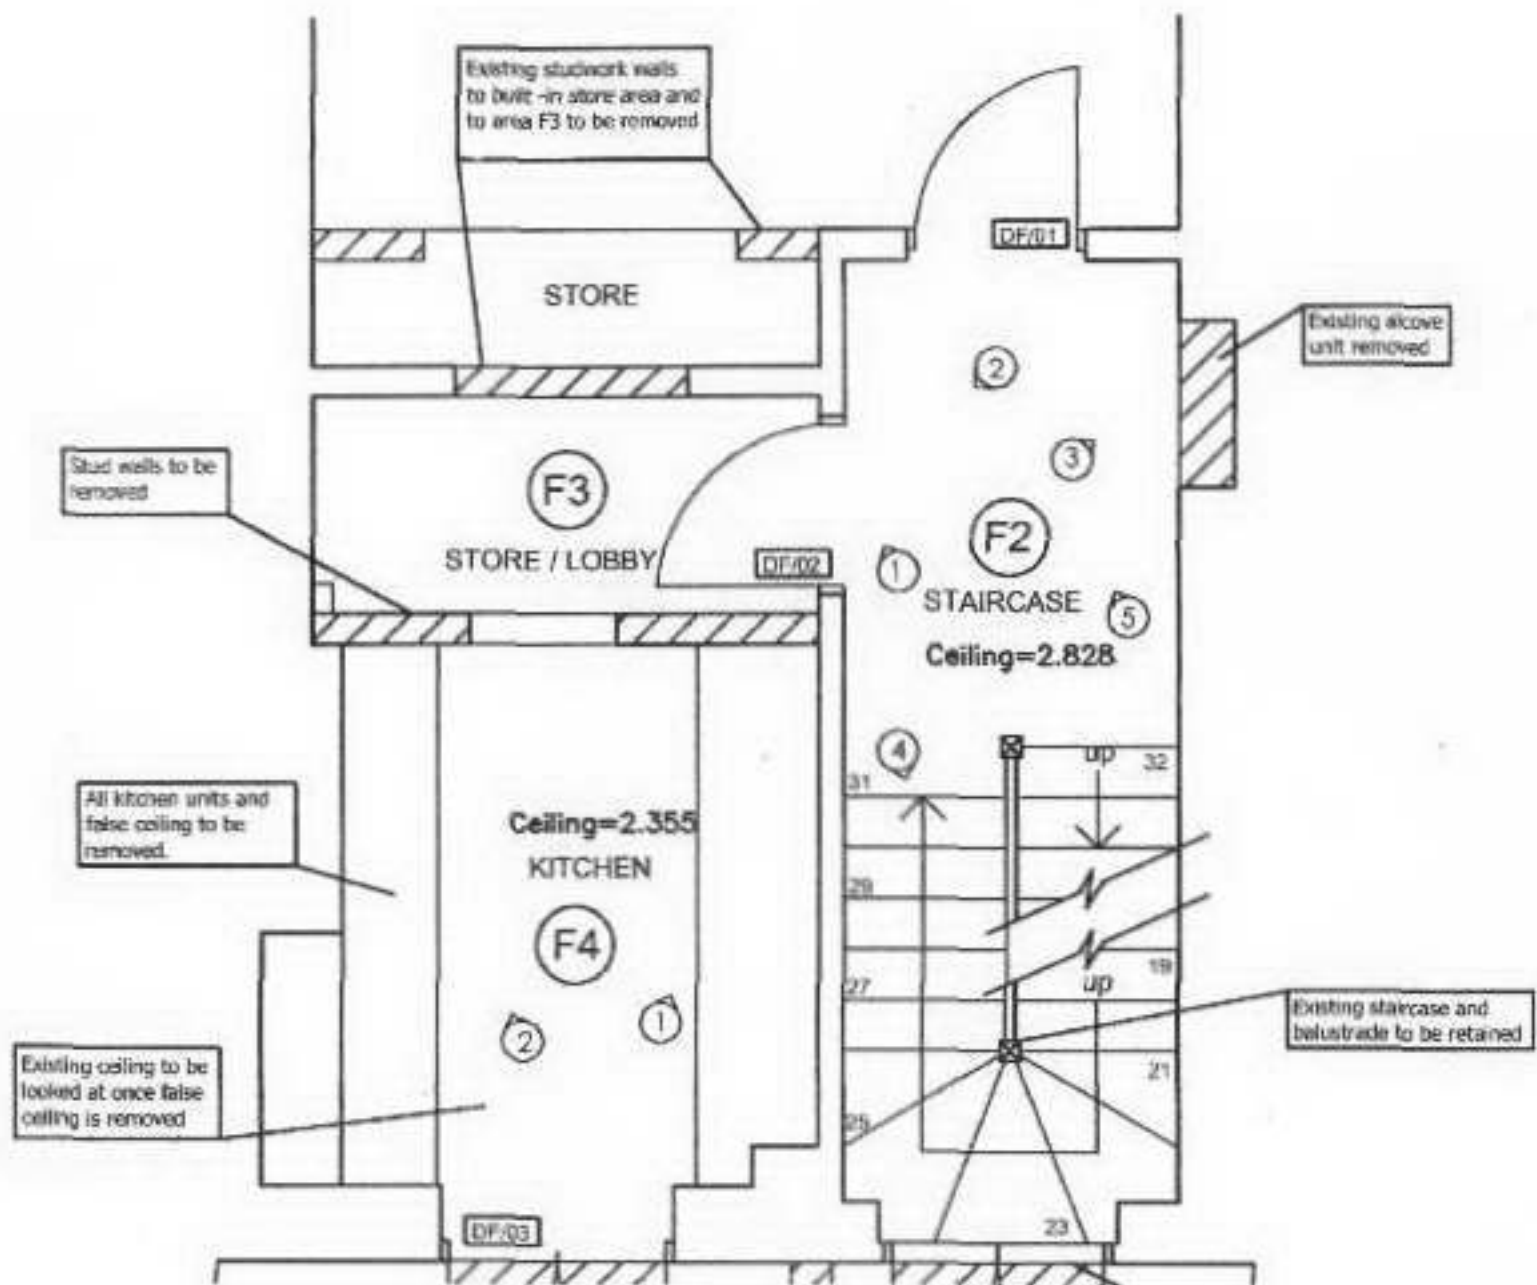 Existing studwork walls
to built -in store area and
to area F3 to be removed
DF/01
STORE
Existing alcove
unit removed
2
3
Stud walls to be
removed
F3
F2
STORE / LOBBY
DF/02
1
STAIRCASE
5
Ceiling=2.828
4
up
32
31
All kitchen units and
false ceiling to be
removed.
Ceiling=2.355
KITCHEN
29
F4
19
27
up
1
2
Existing staircase and
balustrade to be retained
Existing ceiling to be
looked at once false
ceiling is removed
21
25
DF/03
23